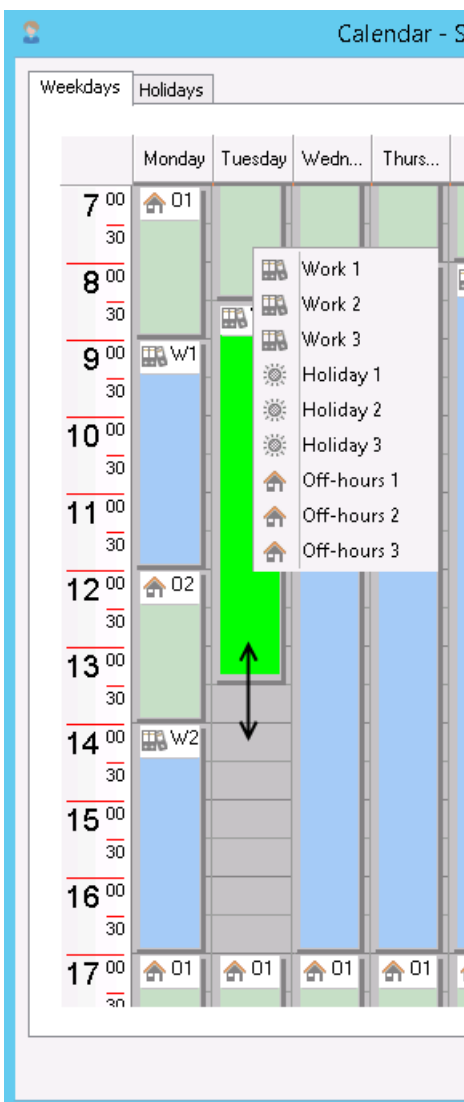 Calendar - S
Weekdays Holidays
Monday Tuesday Wedn... Thurs...
7 00 01
30
Work 1
8 00
Work 2
30
Work 3
9 00 W1
Holiday 1
30
Holiday 2
10 00
Holiday 3
30
Off-hours 1
11 00
Off-hours 2
30
Off-hours 3
12 00 02
30
13 00
30
14 00 W2
30
15 00
30
16 00
30
17 00 01 01 01 01
30